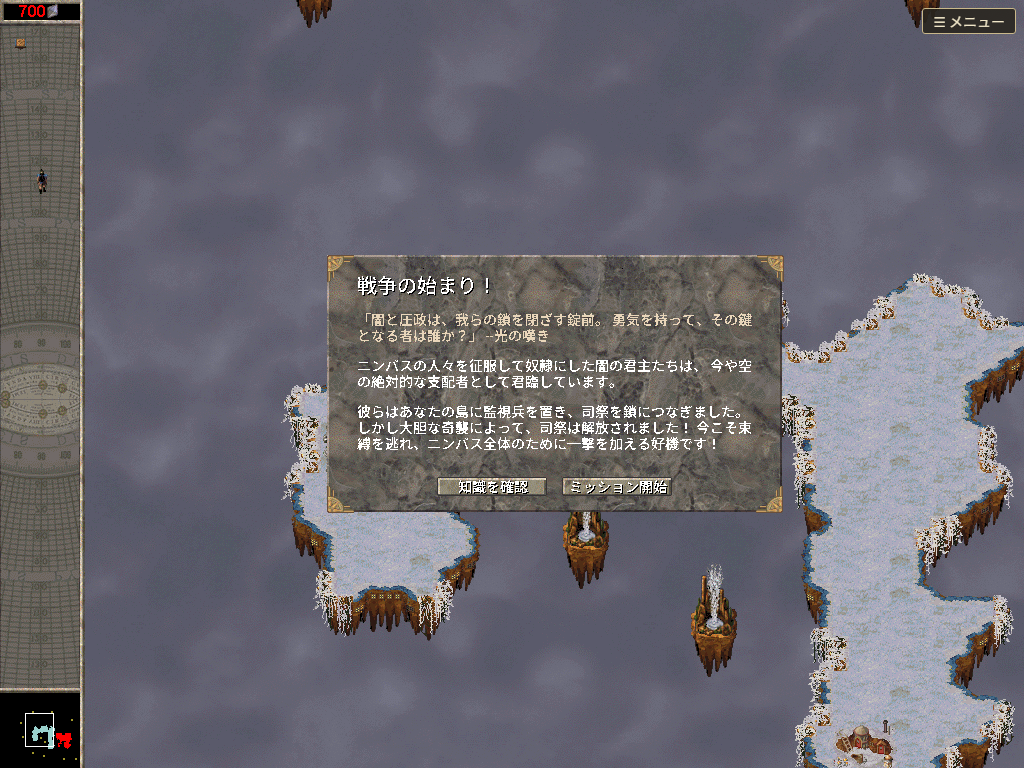 700
☰ メニュー
戦争の始まり！
「闇と圧政は、我らの鎖を閉ざす錠前。 勇気を持って、その鍵
となる者は誰か？」 --光の嘆き
ニンバスの人々を征服して奴隷にした闇の君主たちは、 今や空
の絶対的な支配者として君臨しています。
彼らはあなたの島に監視兵を置き、司祭を鎖につなぎました。
しかし大胆な奇襲によって、司祭は解放されました！ 今こそ束
縛を逃れ、ニンバス全体のために一撃を加える好機です！
知識を確認
ミッション開始